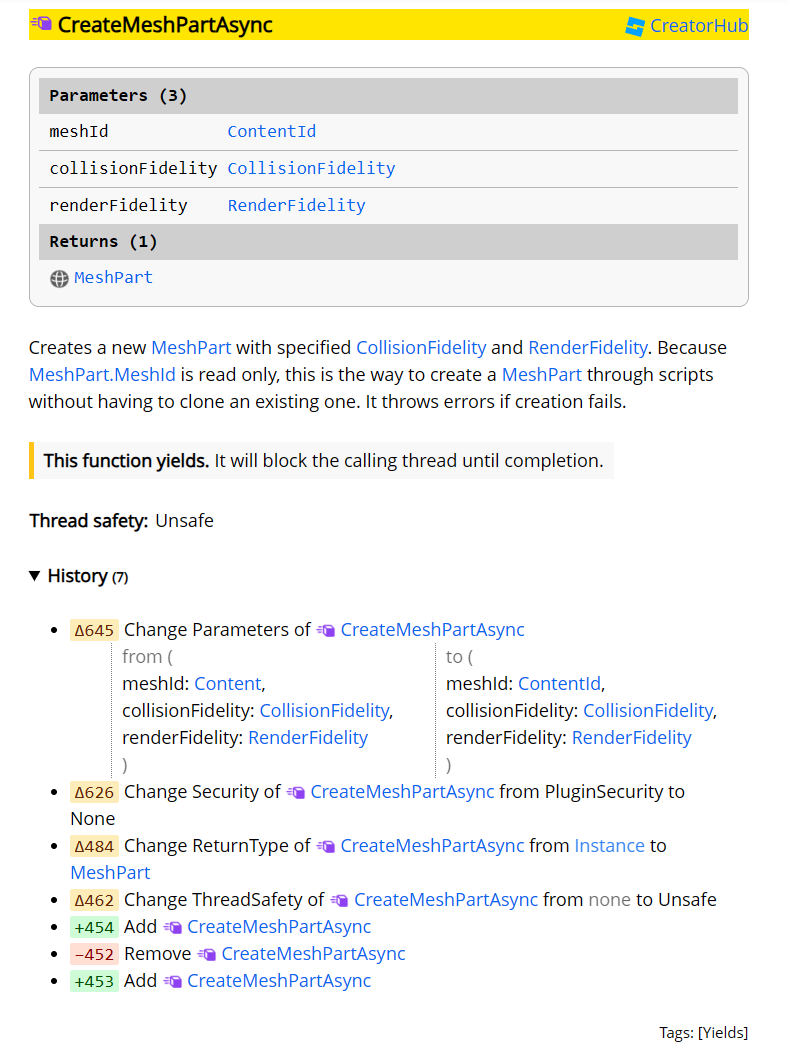 CreateMeshPartAsync CreatorHub
Parameters (3)
meshId ContentId
collisionFidelity CollisionFidelity
renderFidelity RenderFidelity
Returns (1)
MeshPart
Creates a new MeshPart with specified CollisionFidelity and RenderFidelity. Because
MeshPart.MeshId is read only, this is the way to create a MeshPart through scripts
without having to clone an existing one. It throws errors if creation fails.
This function yields. It will block the calling thread until completion.
Thread safety: Unsafe
▼ History (7)
• Δ645 Change Parameters of CreateMeshPartAsync
from (
meshId: Content,
collisionFidelity: CollisionFidelity,
renderFidelity: RenderFidelity
)
to (
meshId: ContentId,
collisionFidelity: CollisionFidelity,
renderFidelity: RenderFidelity
)
• Δ626 Change Security of CreateMeshPartAsync from PluginSecurity to
None
• Δ484 Change ReturnType of CreateMeshPartAsync from Instance to
MeshPart
• Δ462 Change ThreadSafety of CreateMeshPartAsync from none to Unsafe
• +454 Add CreateMeshPartAsync
• −452 Remove CreateMeshPartAsync
• +453 Add CreateMeshPartAsync
Tags: [Yields]